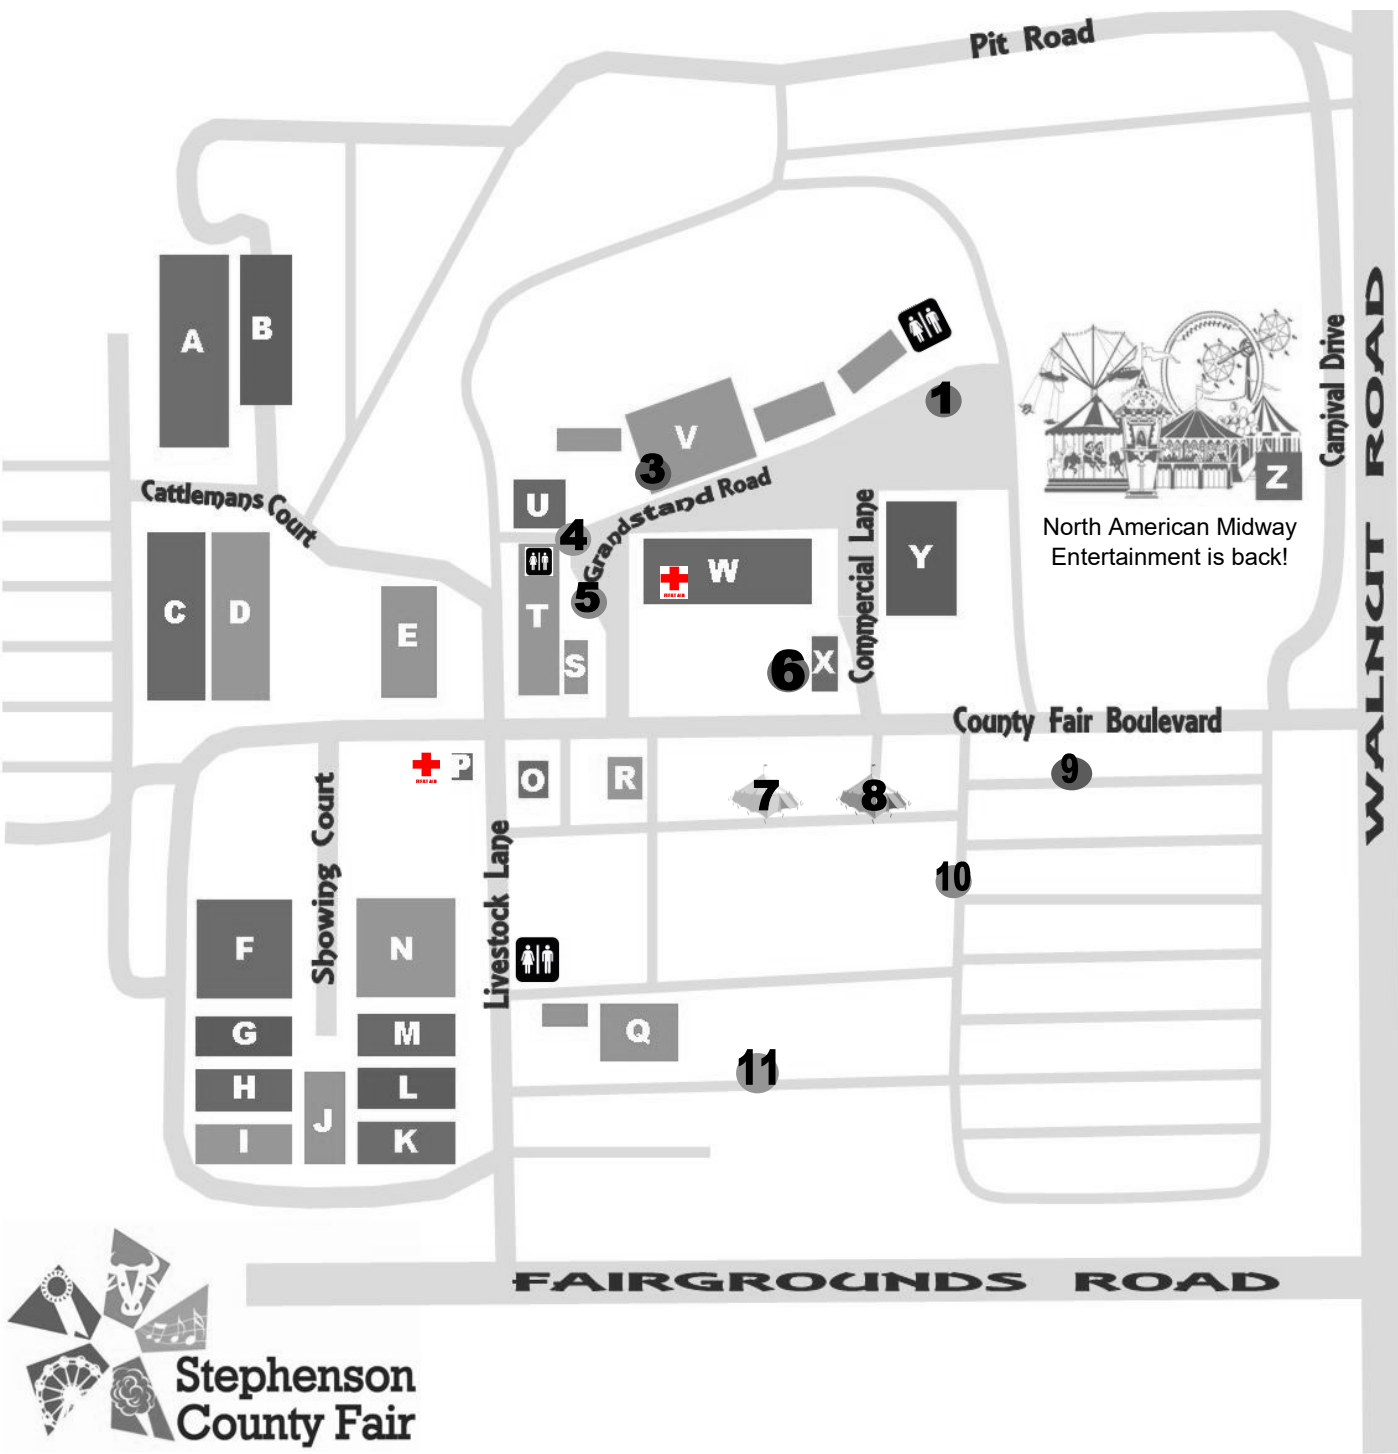 Pit Road
WALNUT ROAD
Carnival Drive
A
B
1
V
3
Z
Grandstand Road
Cattlemans Court
U
4
North American Midway
Entertainment is back!
Commercial Lane
Y
W
5
C
D
E
T
S
6
X
County Fair Boulevard
P
O
R
7
8
9
Showing Court
Livestock Lane
10
F
N
G
M
Q
H
L
11
J
I
K
FAIRGROUNDS ROAD
Stephenson
County Fair